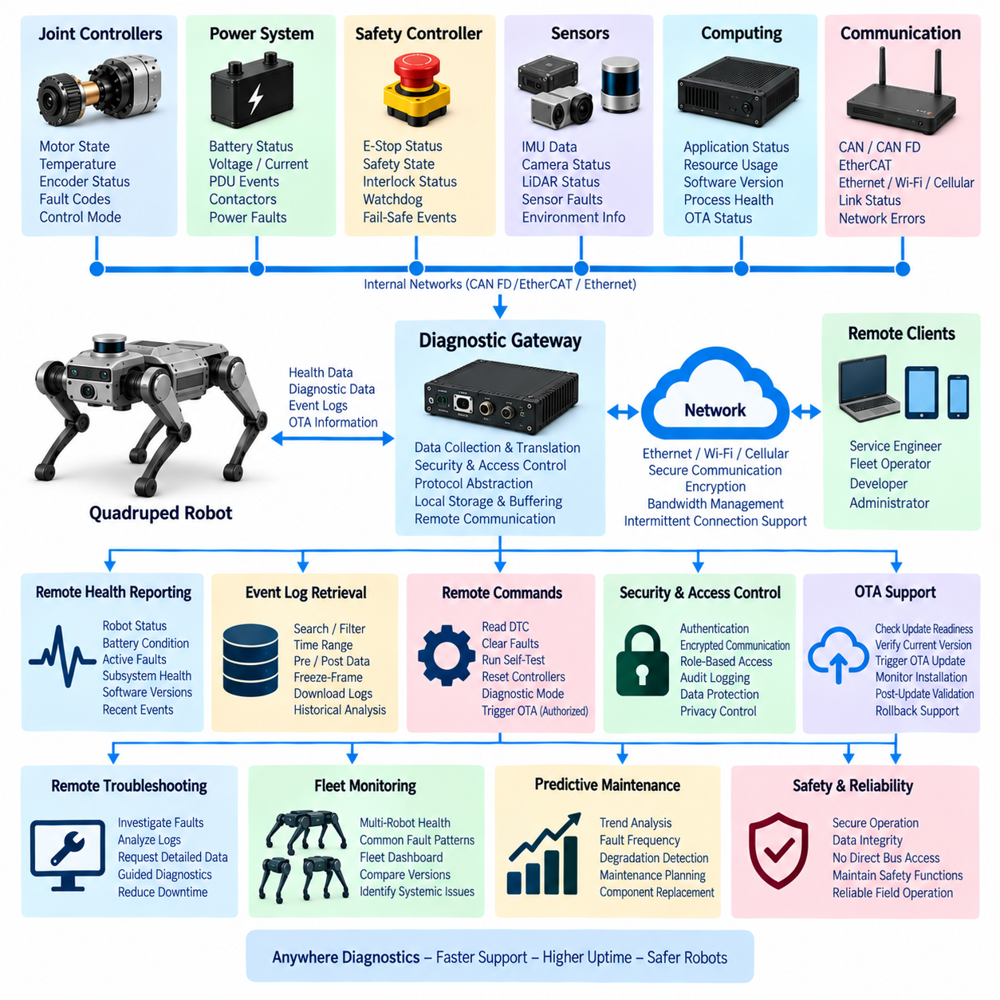 Joint Controllers
Motor State
Temperature
Encoder Status
Fault Codes
Control Mode
Power System
Battery Status
Voltage / Current
PDU Events
Contactors
Power Faults
Safety Controller
E-Stop Status
Safety State
Interlock Status
Watchdog
Fail-Safe Events
Sensors
IMU Data
Camera Status
LiDAR Status
Sensor Faults
Environment Info
Computing
Application Status
Resource Usage
Software Version
Process Health
OTA Status
Communication
CAN / CAN FD
EtherCAT
Ethernet / Wi-Fi / Cellular
Link Status
Network Errors
Internal Networks (CAN FD / EtherCAT / Ethernet)
Quadruped Robot
Health Data
Diagnostic Data
Event Logs
OTA Information
Diagnostic Gateway
Data Collection & Translation
Security & Access Control
Protocol Abstraction
Local Storage & Buffering
Remote Communication
Network
Ethernet / Wi-Fi / Cellular
Secure Communication
Encryption
Bandwidth Management
Intermittent Connection Support
Remote Clients
Service Engineer
Fleet Operator
Developer
Administrator
Remote Health Reporting
Robot Status
Battery Condition
Active Faults
Subsystem Health
Software Versions
Recent Events
Event Log Retrieval
Search / Filter
Time Range
Pre / Post Data
Freeze-Frame
Download Logs
Historical Analysis
Remote Commands
Read DTC
Clear Faults
Run Self-Test
Reset Controllers
Diagnostic Mode
Trigger OTA (Authorized)
Security & Access Control
Authentication
Encrypted Communication
Role-Based Access
Audit Logging
Data Protection
Privacy Control
OTA Support
Check Update Readiness
Verify Current Version
Trigger OTA Update
Monitor Installation
Post-Update Validation
Rollback Support
Remote Troubleshooting
Investigate Faults
Analyze Logs
Request Detailed Data
Guided Diagnostics
Reduce Downtime
Fleet Monitoring
Multi-Robot Health
Common Fault Patterns
Fleet Dashboard
Compare Versions
Identify Systemic Issues
Predictive Maintenance
Trend Analysis
Fault Frequency
Degradation Detection
Maintenance Planning
Component Replacement
Safety & Reliability
Secure Operation
Data Integrity
No Direct Bus Access
Maintain Safety Functions
Reliable Field Operation
Anywhere Diagnostics – Faster Support – Higher Uptime – Safer Robots